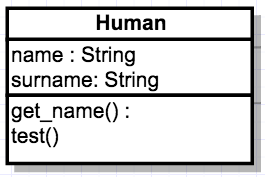 Human
name : String
surname: String
get_name() :
test()